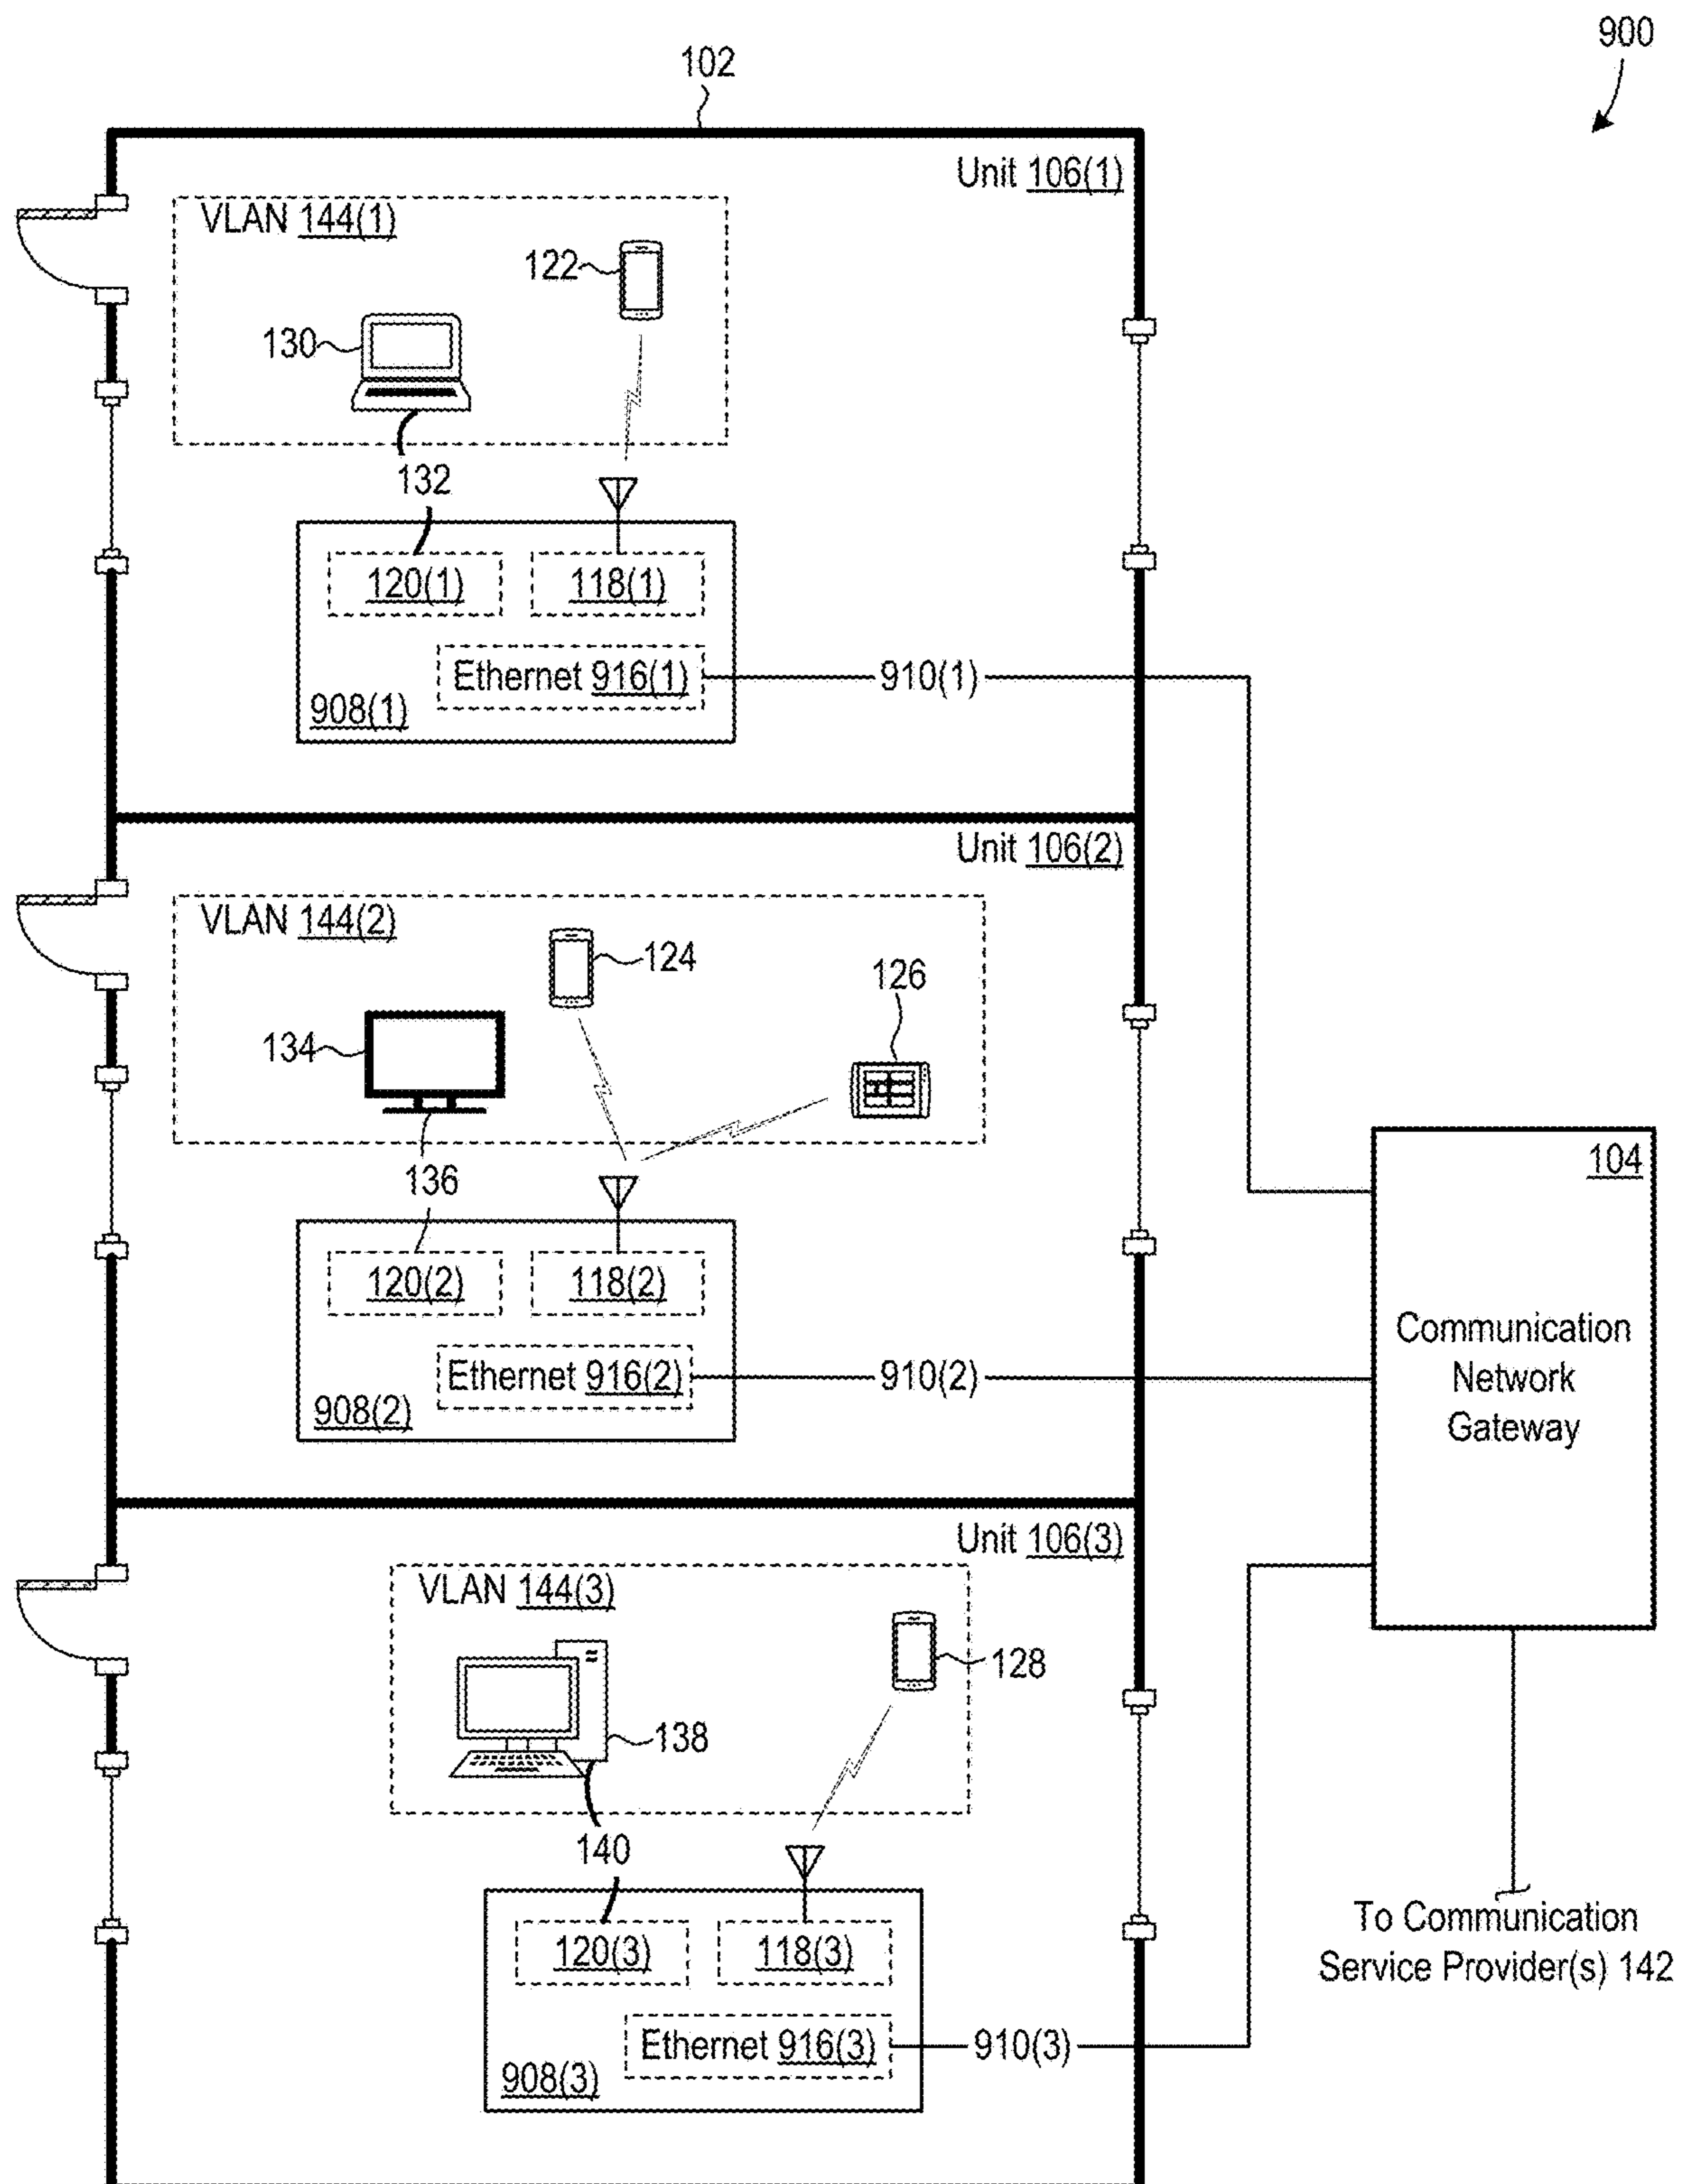 900
102
Unit 106(1)
VLAN 144(1)
122
130
132
120(1) 118(1)
Ethernet 916(1) 910(1)
908(1)
Unit 106(2)
VLAN 144(2)
124
126
134
136
104
120(2) 118(2)
Communication
Network
Gateway
Ethernet 916(2) 910(2)
908(2)
Unit 106(3)
VLAN 144(3)
128
138
140
To Communication
Service Provider(s) 142
120(3) 118(3)
Ethernet 916(3) 910(3)
908(3)